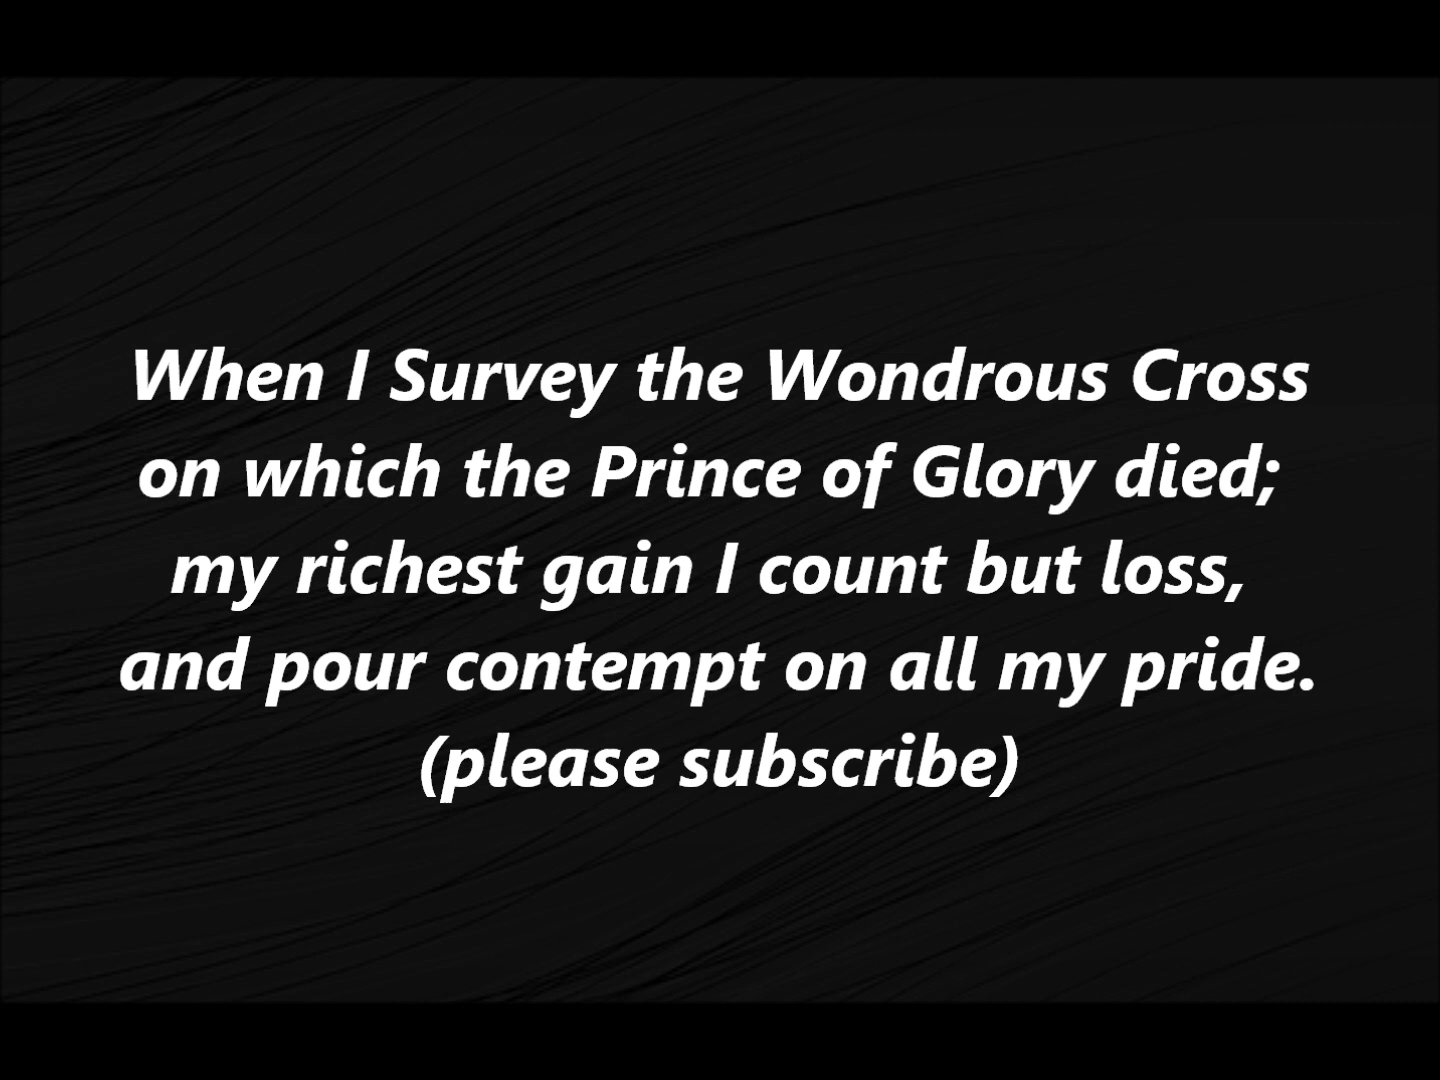 When I Survey the Wondrous Cross
on which the Prince of Glory died;
my richest gain I count but loss,
and pour contempt on all my pride.
(please subscribe)